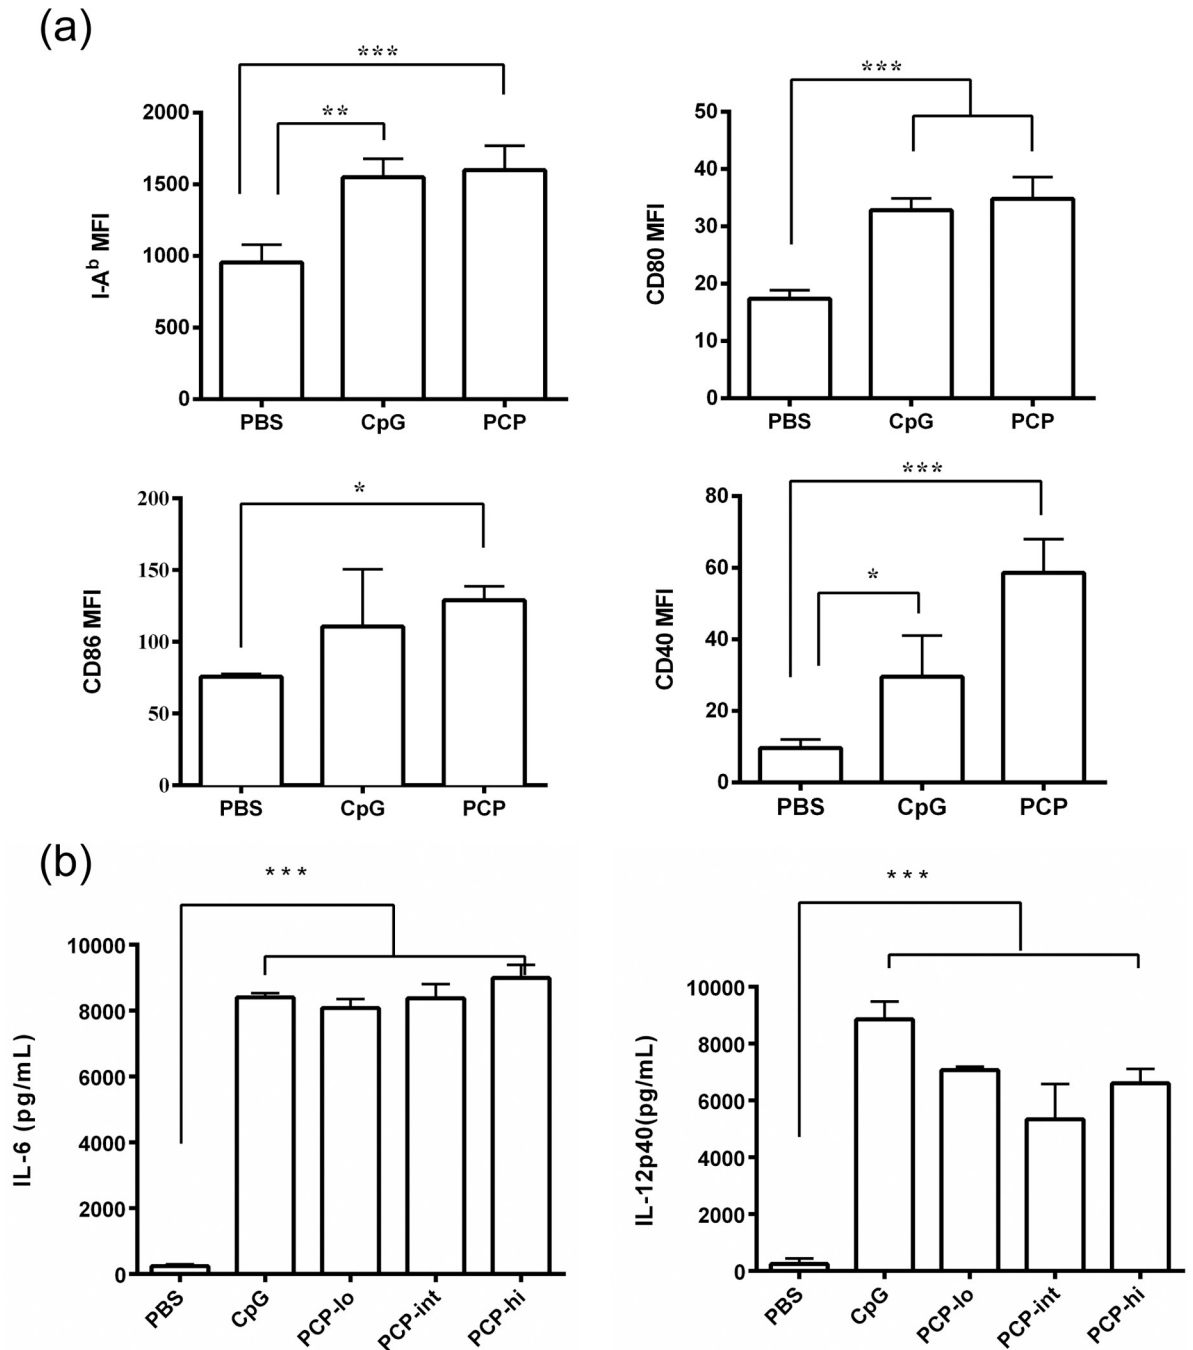 (a)
***
**
2000
1500
1000
500
0
I-Aᵇ MFI
PBS CpG PCP
***
50
40
30
20
10
0
CD80 MFI
PBS CpG PCP
*
200
150
100
50
0
CD86 MFI
PBS CpG PCP
***
*
80
60
40
20
0
CD40 MFI
PBS CpG PCP
(b)
***
10000
8000
6000
4000
2000
0
IL-6 (pg/mL)
PBS CpG PCP-lo PCP-int PCP-hi
***
10000
8000
6000
4000
2000
0
IL-12p40(pg/mL)
PBS CpG PCP-lo PCP-int PCP-hi